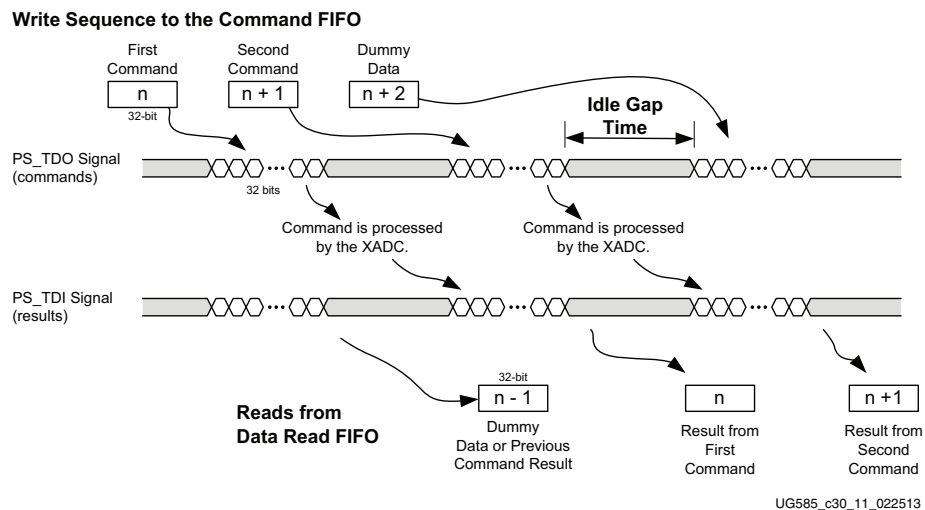 Write Sequence to the Command FIFO
First
Command
n
32-bit
Second
Command
n + 1
Dummy
Data
n + 2
Idle Gap
Time
PS_TDO Signal
(commands)
32 bits
Command is processed
by the XADC.
Command is processed
by the XADC.
PS_TDI Signal
(results)
Reads from
Data Read FIFO
32-bit
n - 1
Dummy
Data or Previous
Command Result
n
Result from
First
Command
n +1
Result from
Second
Command
UG585_c30_11_022513